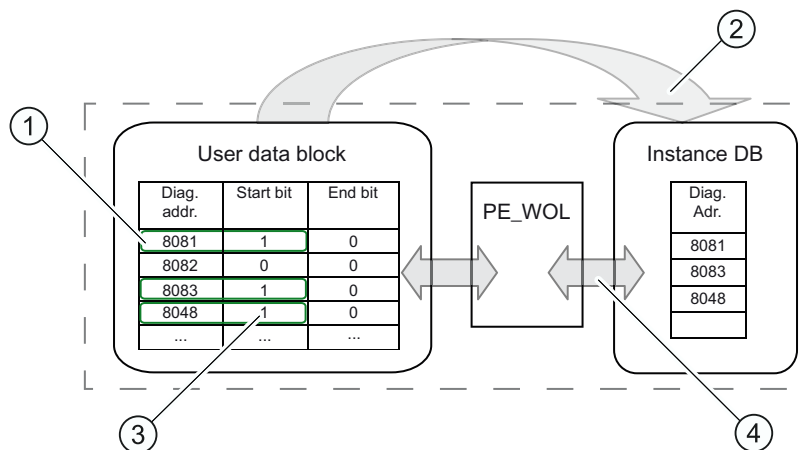 2
1
User data block
Instance DB
Diag. addr. Start bit End bit
8081 1 0
8082 0 0
8083 1 0
8048 1 0
... ... ...
PE_WOL
Diag. Adr.
8081
8083
8048
3
4